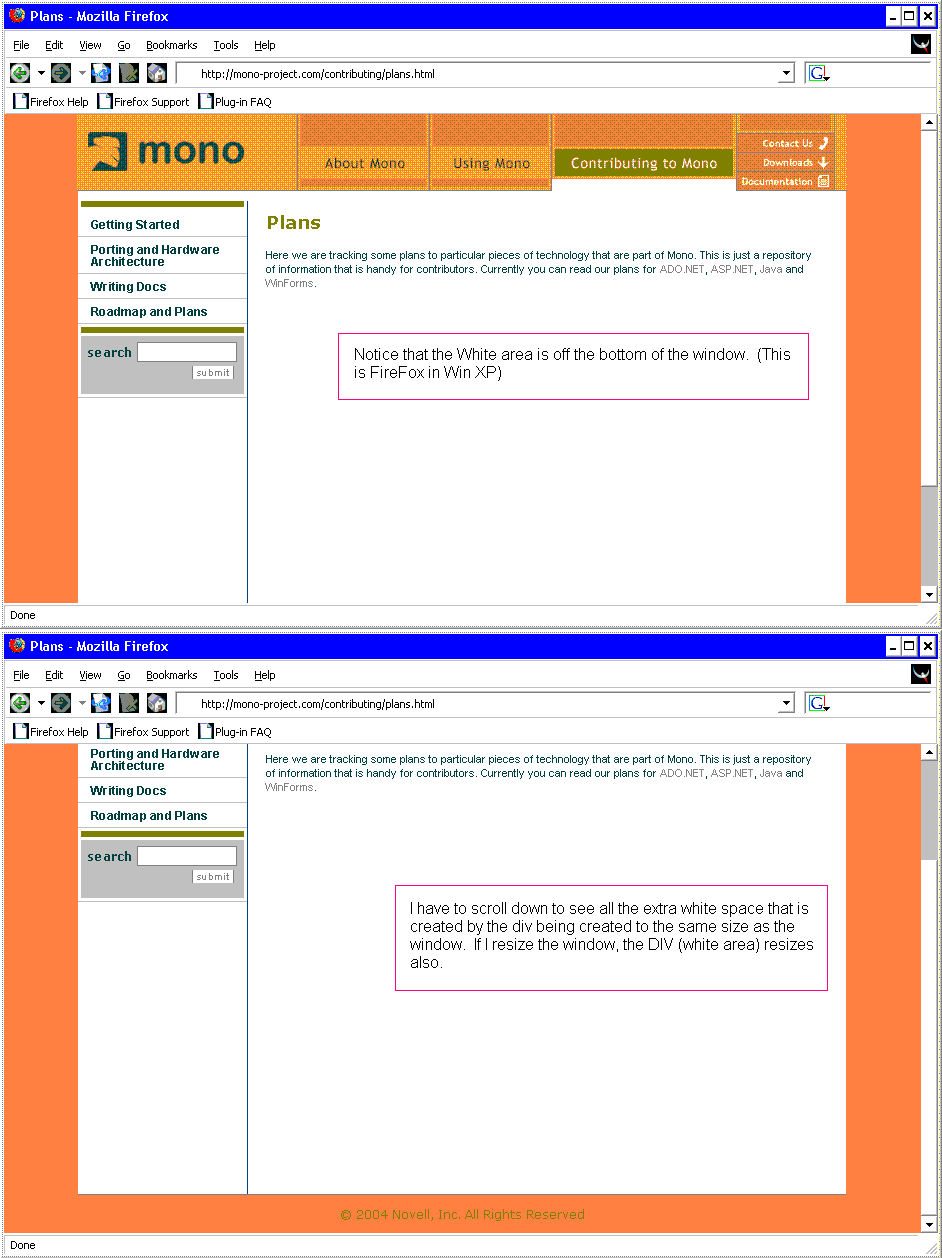 Plans - Mozilla Firefox
File Edit View Go Bookmarks Tools Help
http://mono-project.com/contributing/plans.html
G
Firefox Help Firefox Support Plug-in FAQ
mono
About Mono Using Mono Contributing to Mono
Contact Us
Downloads
Documentation
Getting Started
Porting and Hardware
Architecture
Writing Docs
Roadmap and Plans
search
submit
Plans
Here we are tracking some plans to particular pieces of technology that are part of Mono. This is just a repository
of information that is handy for contributors. Currently you can read our plans for ADO.NET, ASP.NET, Java and
WinForms.
Notice that the White area is off the bottom of the window. (This
is FireFox in Win XP)
Done
Plans - Mozilla Firefox
File Edit View Go Bookmarks Tools Help
http://mono-project.com/contributing/plans.html
G
Firefox Help Firefox Support Plug-in FAQ
Porting and Hardware
Architecture
Writing Docs
Roadmap and Plans
search
submit
Here we are tracking some plans to particular pieces of technology that are part of Mono. This is just a repository
of information that is handy for contributors. Currently you can read our plans for ADO.NET, ASP.NET, Java and
WinForms.
I have to scroll down to see all the extra white space that is
created by the div being created to the same size as the
window. If I resize the window, the DIV (white area) resizes
also.
© 2004 Novell, Inc. All Rights Reserved
Done